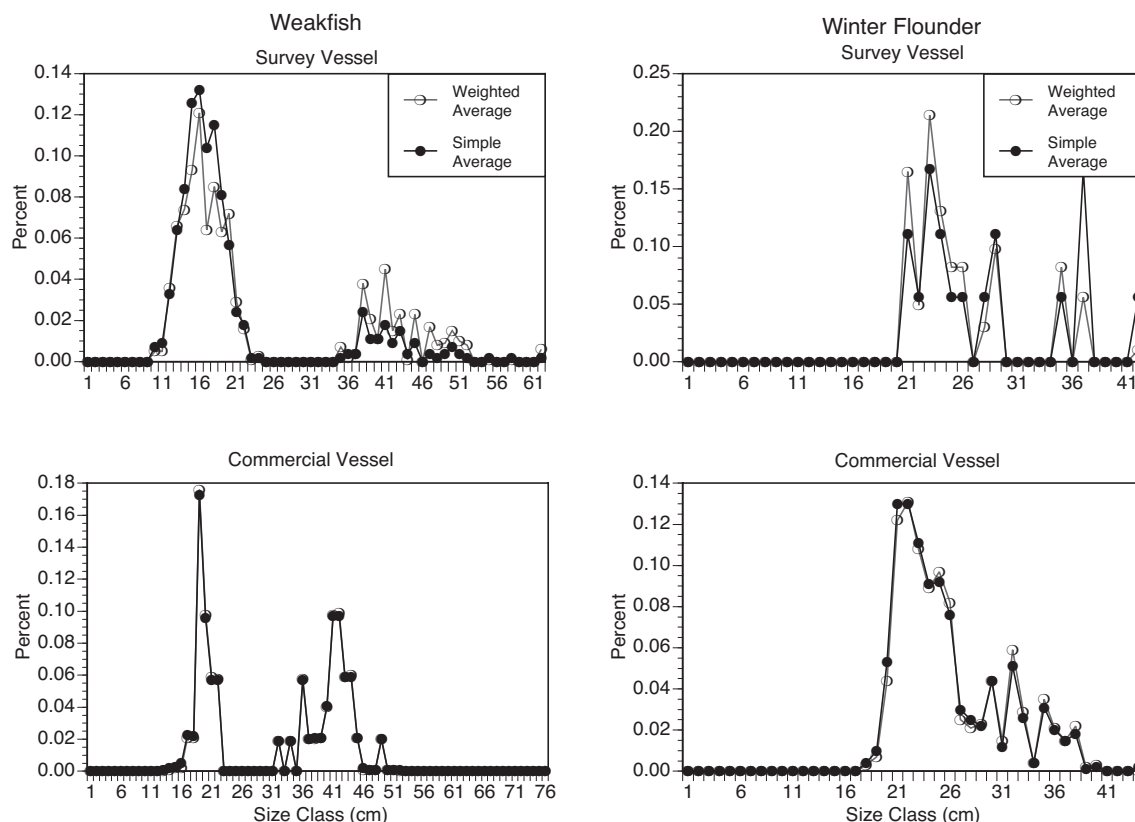 Weakfish
Survey Vessel
0.14
0.12
0.10
0.08
0.06
0.04
0.02
0.00
Percent
Weighted
Average
Simple
Average
1 6 11 16 21 26 31 36 41 46 51 56 61
Winter Flounder
Survey Vessel
0.25
0.20
0.15
0.10
0.05
0.00
Percent
Weighted
Average
Simple
Average
1 6 11 16 21 26 30 36 41
Commercial Vessel
0.18
0.16
0.14
0.12
0.10
0.08
0.06
0.04
0.02
0.00
Percent
1 6 11 16 21 26 31 36 41 46 51 56 61 66 71 76
Size Class (cm)
Commercial Vessel
0.14
0.12
0.10
0.08
0.06
0.04
0.02
0.00
Percent
1 6 11 16 21 26 31 36 41
Size Class (cm)